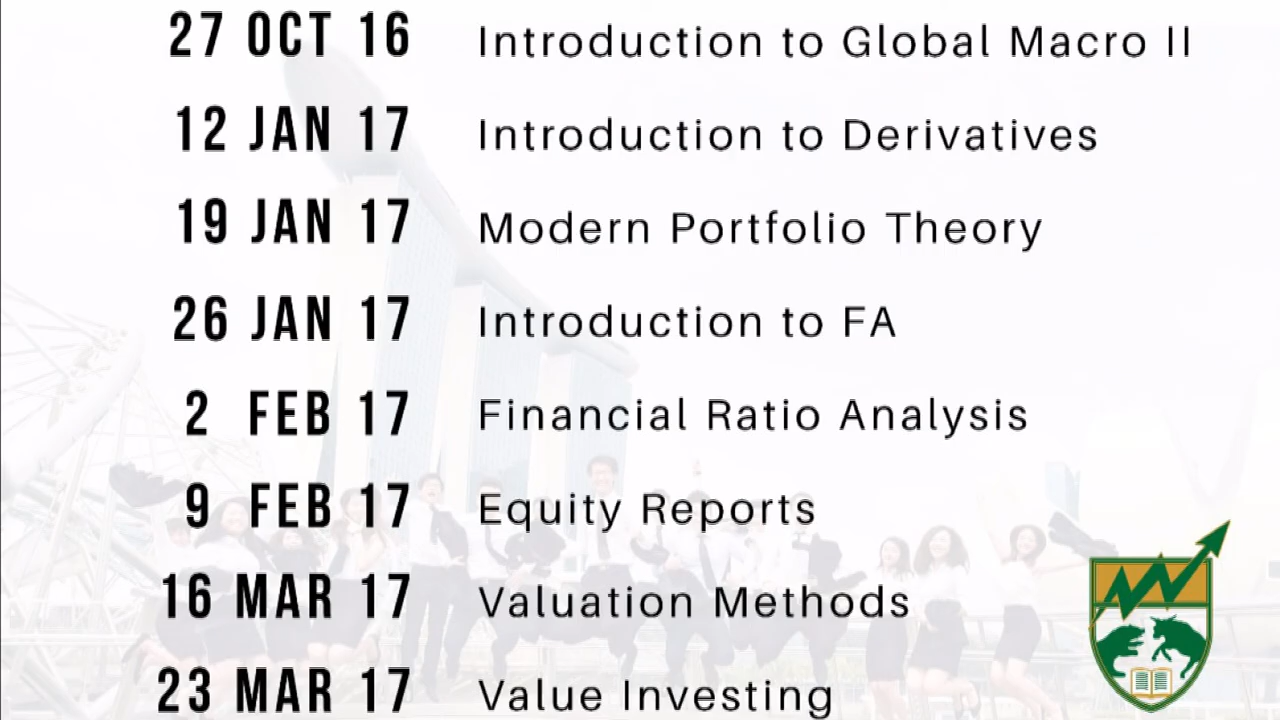 27 OCT 16 Introduction to Global Macro II
12 JAN 17 Introduction to Derivatives
19 JAN 17 Modern Portfolio Theory
26 JAN 17 Introduction to FA
2 FEB 17 Financial Ratio Analysis
9 FEB 17 Equity Reports
16 MAR 17 Valuation Methods
23 MAR 17 Value Investing